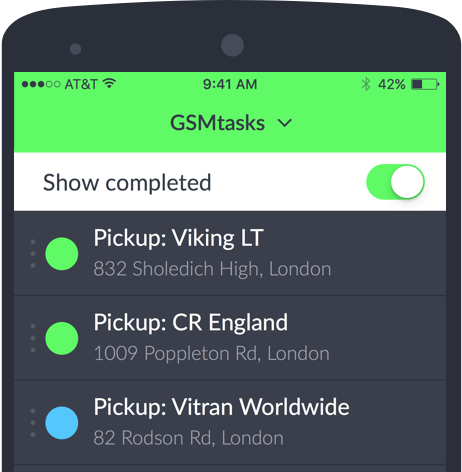 AT&T 9:41 AM 42%
GSMtasks
Show completed
Pickup: Viking LT
832 Sholedich High, London
Pickup: CR England
1009 Poppleton Rd, London
Pickup: Vitran Worldwide
82 Rodson Rd, London